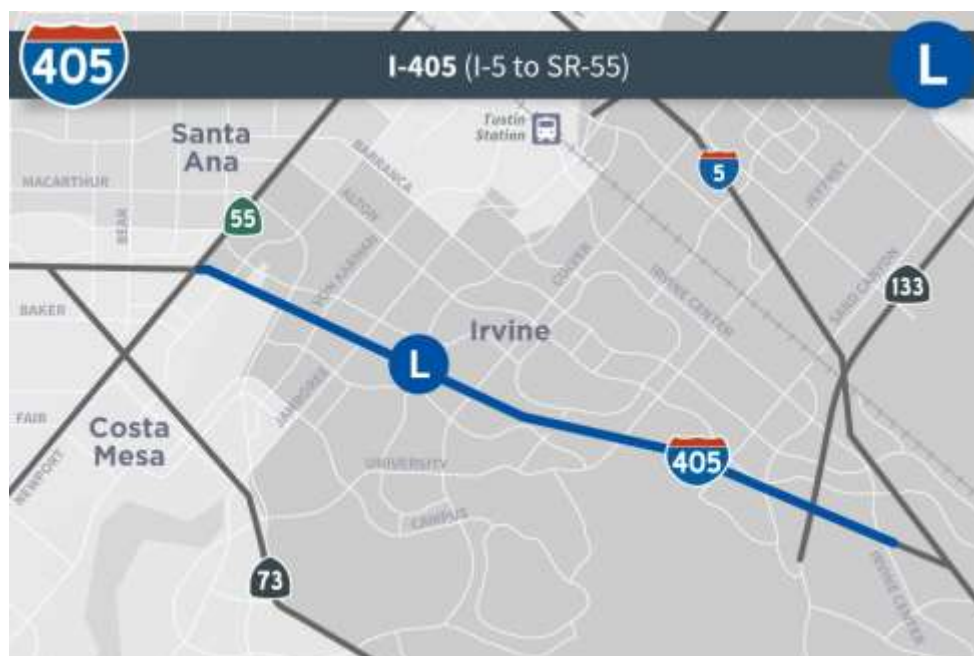 405
I-405 (I-5 to SR-55)
L
Santa
Ana
Tustin
Station
MACARTHUR
BEAR
55
BARRANCA
ALTON
VON KARMAN
5
JEFFREY
CULVER
IRVINE CENTER
SAND CANYON
133
BAKER
Irvine
L
JAMBOREE
FAIR
Costa
Mesa
NEWPORT
UNIVERSITY
405
CAMPUS
73
IRVINE CENTER